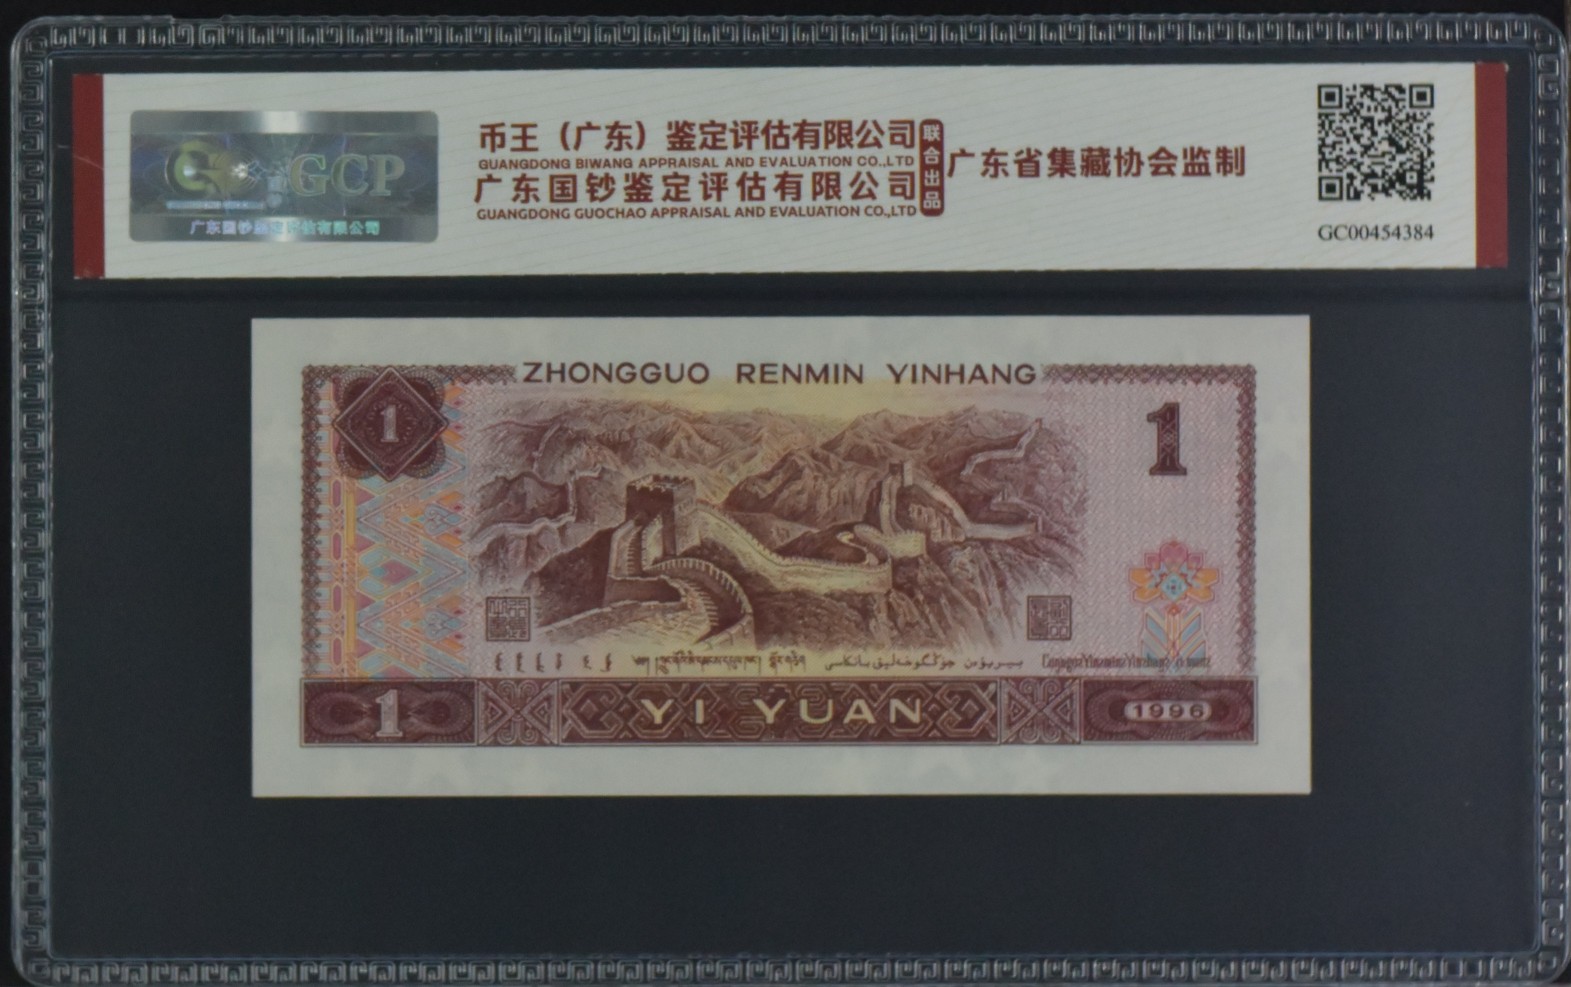 GCP
广东国钞鉴定评估有限公司
币王（广东）鉴定评估有限公司
GUANGDONG BIWANG APPRAISAL AND EVALUATION CO.,LTD
广东国钞鉴定评估有限公司
GUANGDONG GUOCHAO APPRAISAL AND EVALUATION CO.,LTD
联合出品
广东省集藏协会监制
GC00454384
ZHONGGUO RENMIN YINHANG
1
1
1
YI YUAN
1996